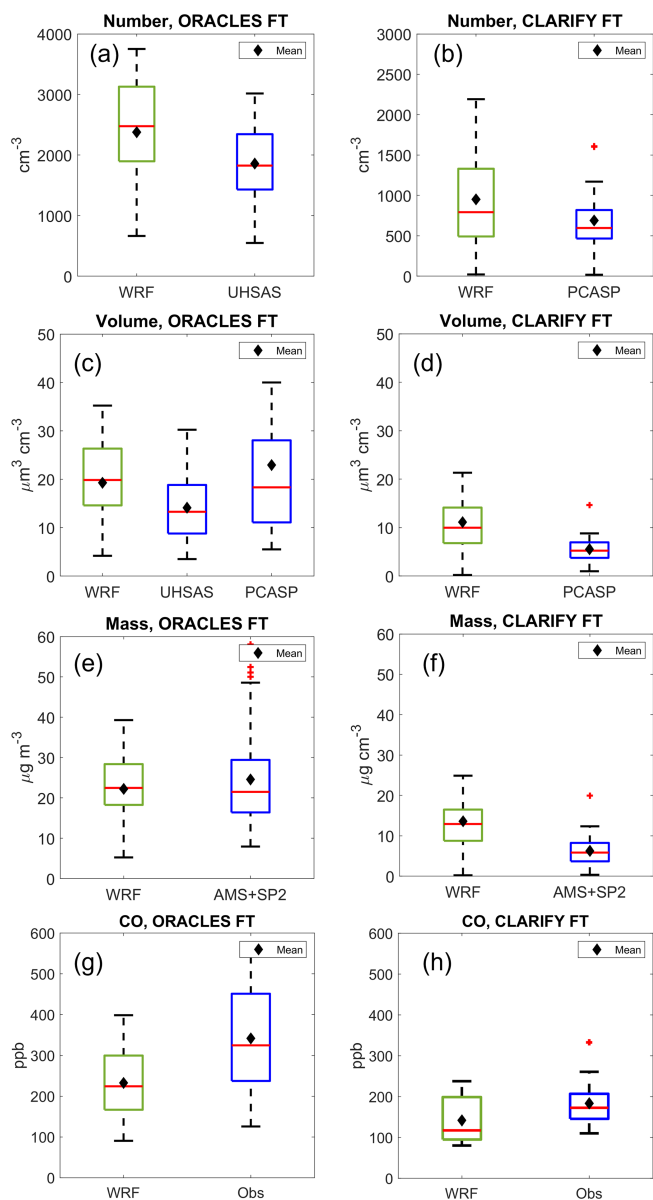 Number, ORACLES FT
(a)
Mean
4000
3000
2000
1000
0
cm-3
WRF
UHSAS
Number, CLARIFY FT
(b)
Mean
3000
2500
2000
1500
1000
500
0
cm-3
WRF
PCASP
Volume, ORACLES FT
(c)
Mean
50
40
30
20
10
0
μm3 cm-3
WRF
UHSAS
PCASP
Volume, CLARIFY FT
(d)
Mean
50
40
30
20
10
0
μm3 cm-3
WRF
PCASP
Mass, ORACLES FT
(e)
Mean
60
50
40
30
20
10
0
μg m-3
WRF
AMS+SP2
Mass, CLARIFY FT
(f)
Mean
60
50
40
30
20
10
0
μg cm-3
WRF
AMS+SP2
CO, ORACLES FT
(g)
Mean
600
500
400
300
200
100
0
ppb
WRF
Obs
CO, CLARIFY FT
(h)
Mean
600
500
400
300
200
100
0
ppb
WRF
Obs